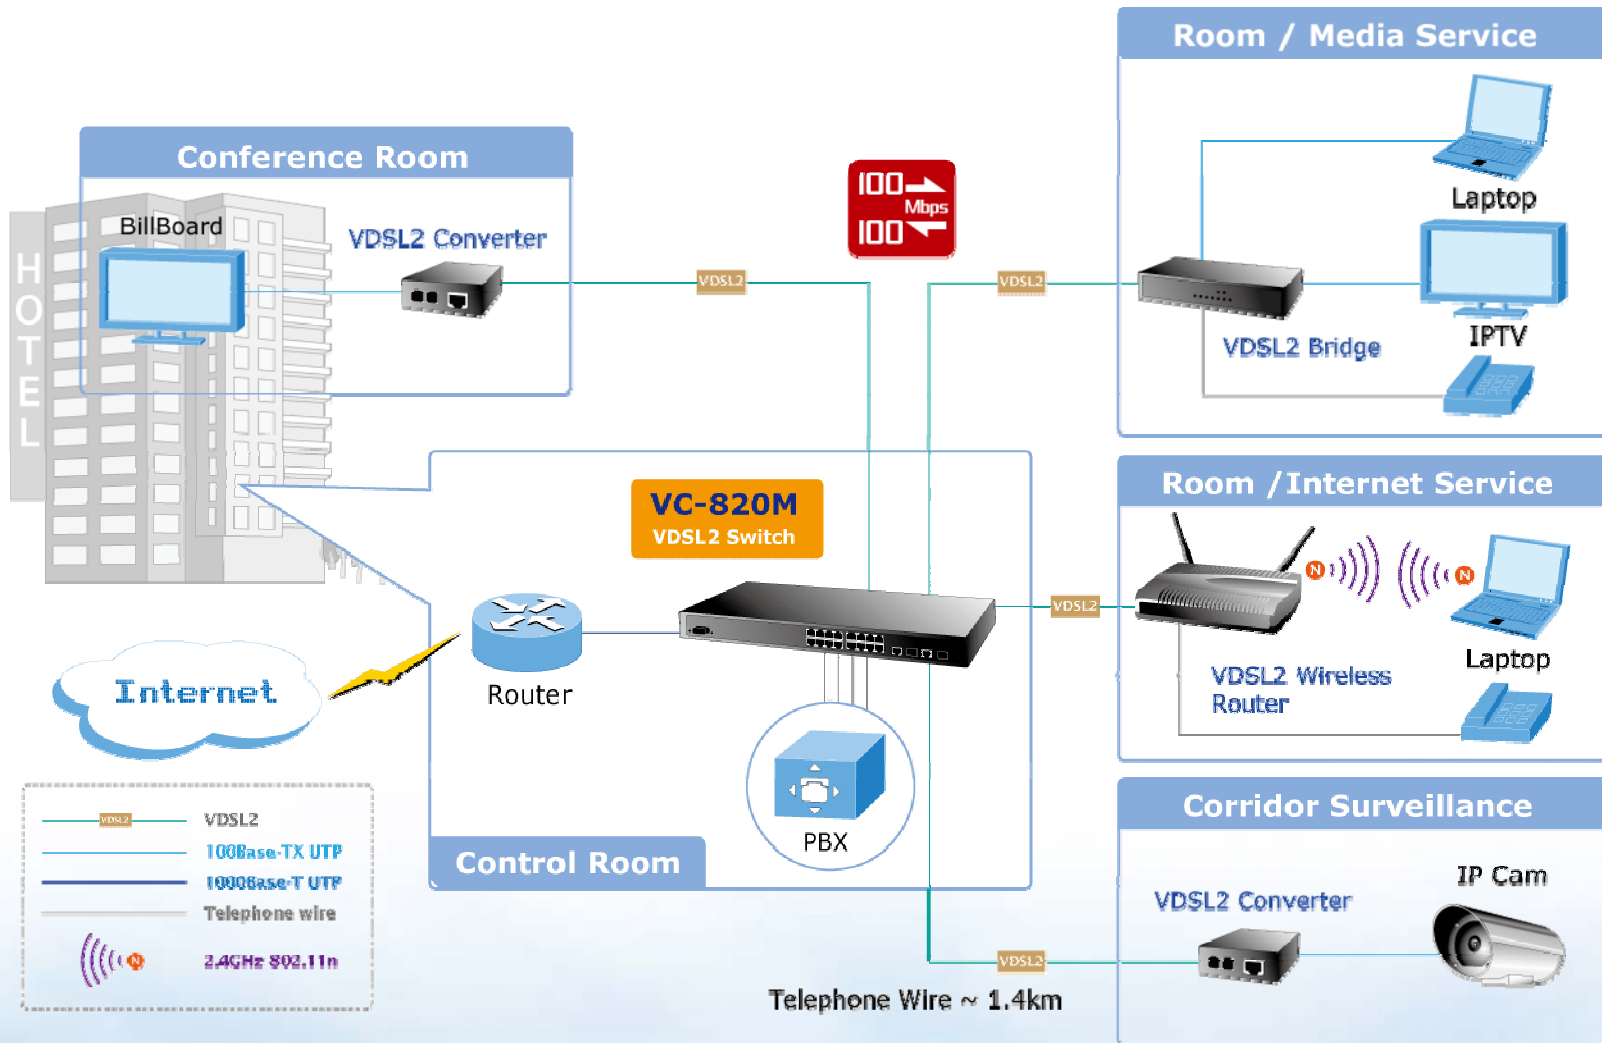 Room / Media Service
Laptop
IPTV
VDSL2 Bridge
VDSL2
100
Mbps
100
Conference Room
BillBoard
VDSL2 Converter
VDSL2
HOTEL
VC-820M
VDSL2 Switch
Router
Internet
PBX
Control Room
Room /Internet Service
N
N
VDSL2
Laptop
VDSL2 Wireless
Router
Corridor Surveillance
IP Cam
VDSL2 Converter
VDSL2
Telephone Wire ~ 1.4km
VDSL2
VDSL2
100Base-TX UTP
1000Base-T UTP
Telephone wire
N
2.4GHz 802.11n